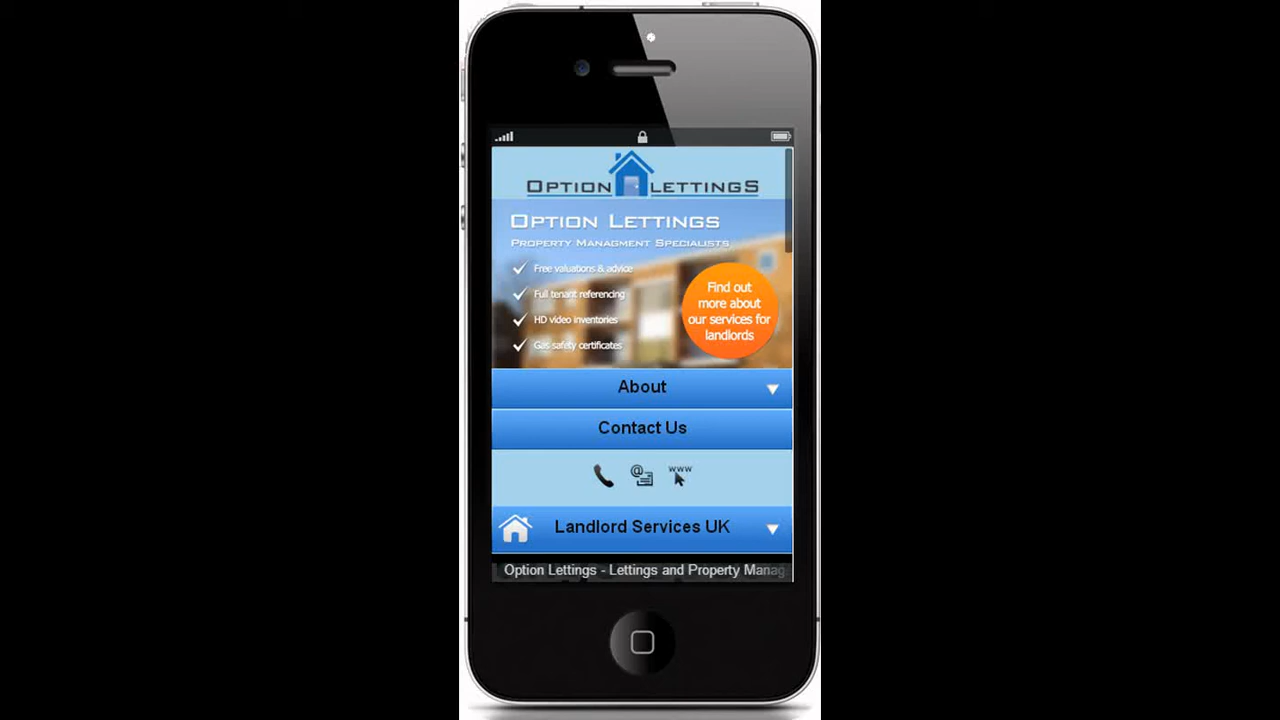 OPTION LETTINGS
OPTION LETTINGS
PROPERTY MANAGMENT SPECIALISTS
Free valuations & advice
Full tenant referencing
HD video inventories
Gas safety certificates
Find out
more about
our services for
landlords
About
Contact Us
@
www
Landlord Services UK
Option Lettings - Lettings and Property Manag